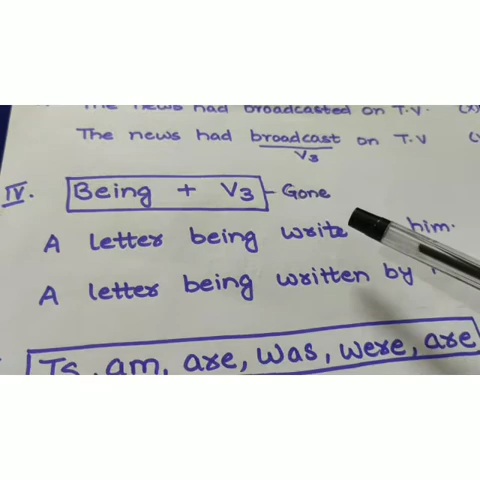 The news had broadcasted on T.V. (x)
The news had broadcast on T.V
V3
IV. Being + V3 - Gone
A letter being write him.
A letter being written by
Is, am, are, was, were, are